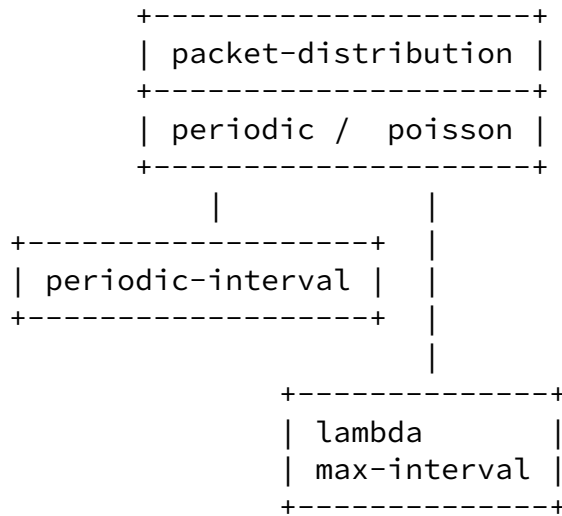 packet-distribution
periodic / poisson
periodic-interval
lambda
max-interval